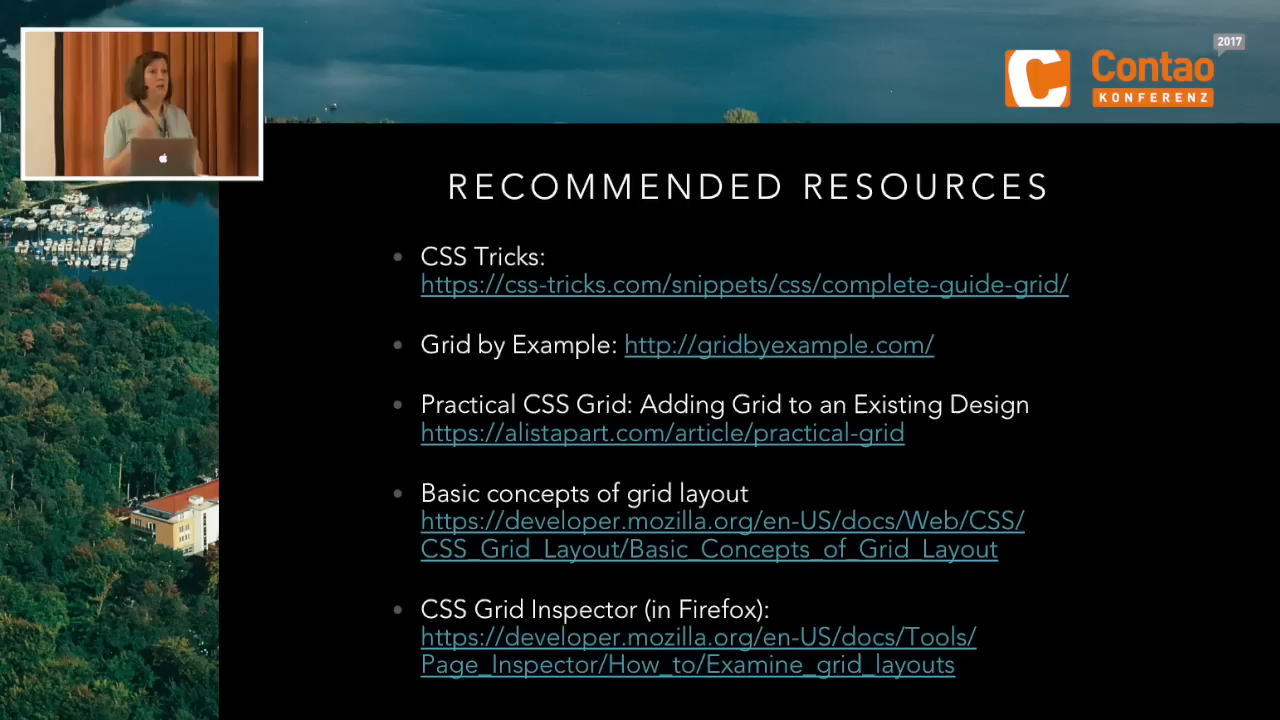 2017
Contao
KONFERENZ
RECOMMENDED RESOURCES
• CSS Tricks:
https://css-tricks.com/snippets/css/complete-guide-grid/
• Grid by Example: http://gridbyexample.com/
• Practical CSS Grid: Adding Grid to an Existing Design
https://alistapart.com/article/practical-grid
• Basic concepts of grid layout
https://developer.mozilla.org/en-US/docs/Web/CSS/
CSS_Grid_Layout/Basic_Concepts_of_Grid_Layout
• CSS Grid Inspector (in Firefox):
https://developer.mozilla.org/en-US/docs/Tools/
Page_Inspector/How_to/Examine_grid_layouts